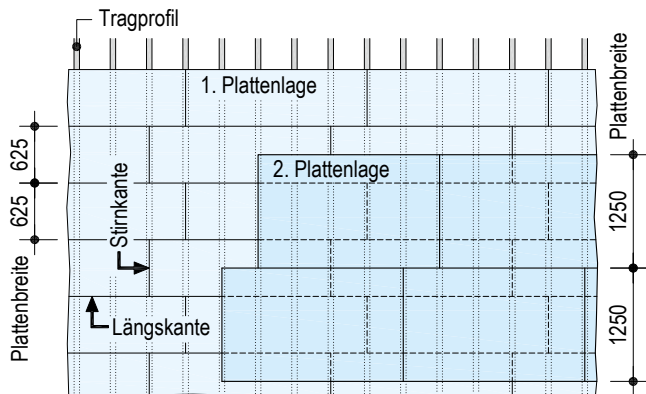 Tragprofil
1. Plattenlage
Plattenbreite
625
2. Plattenlage
625
1250
Stirnkante
Plattenbreite
Längskante
1250